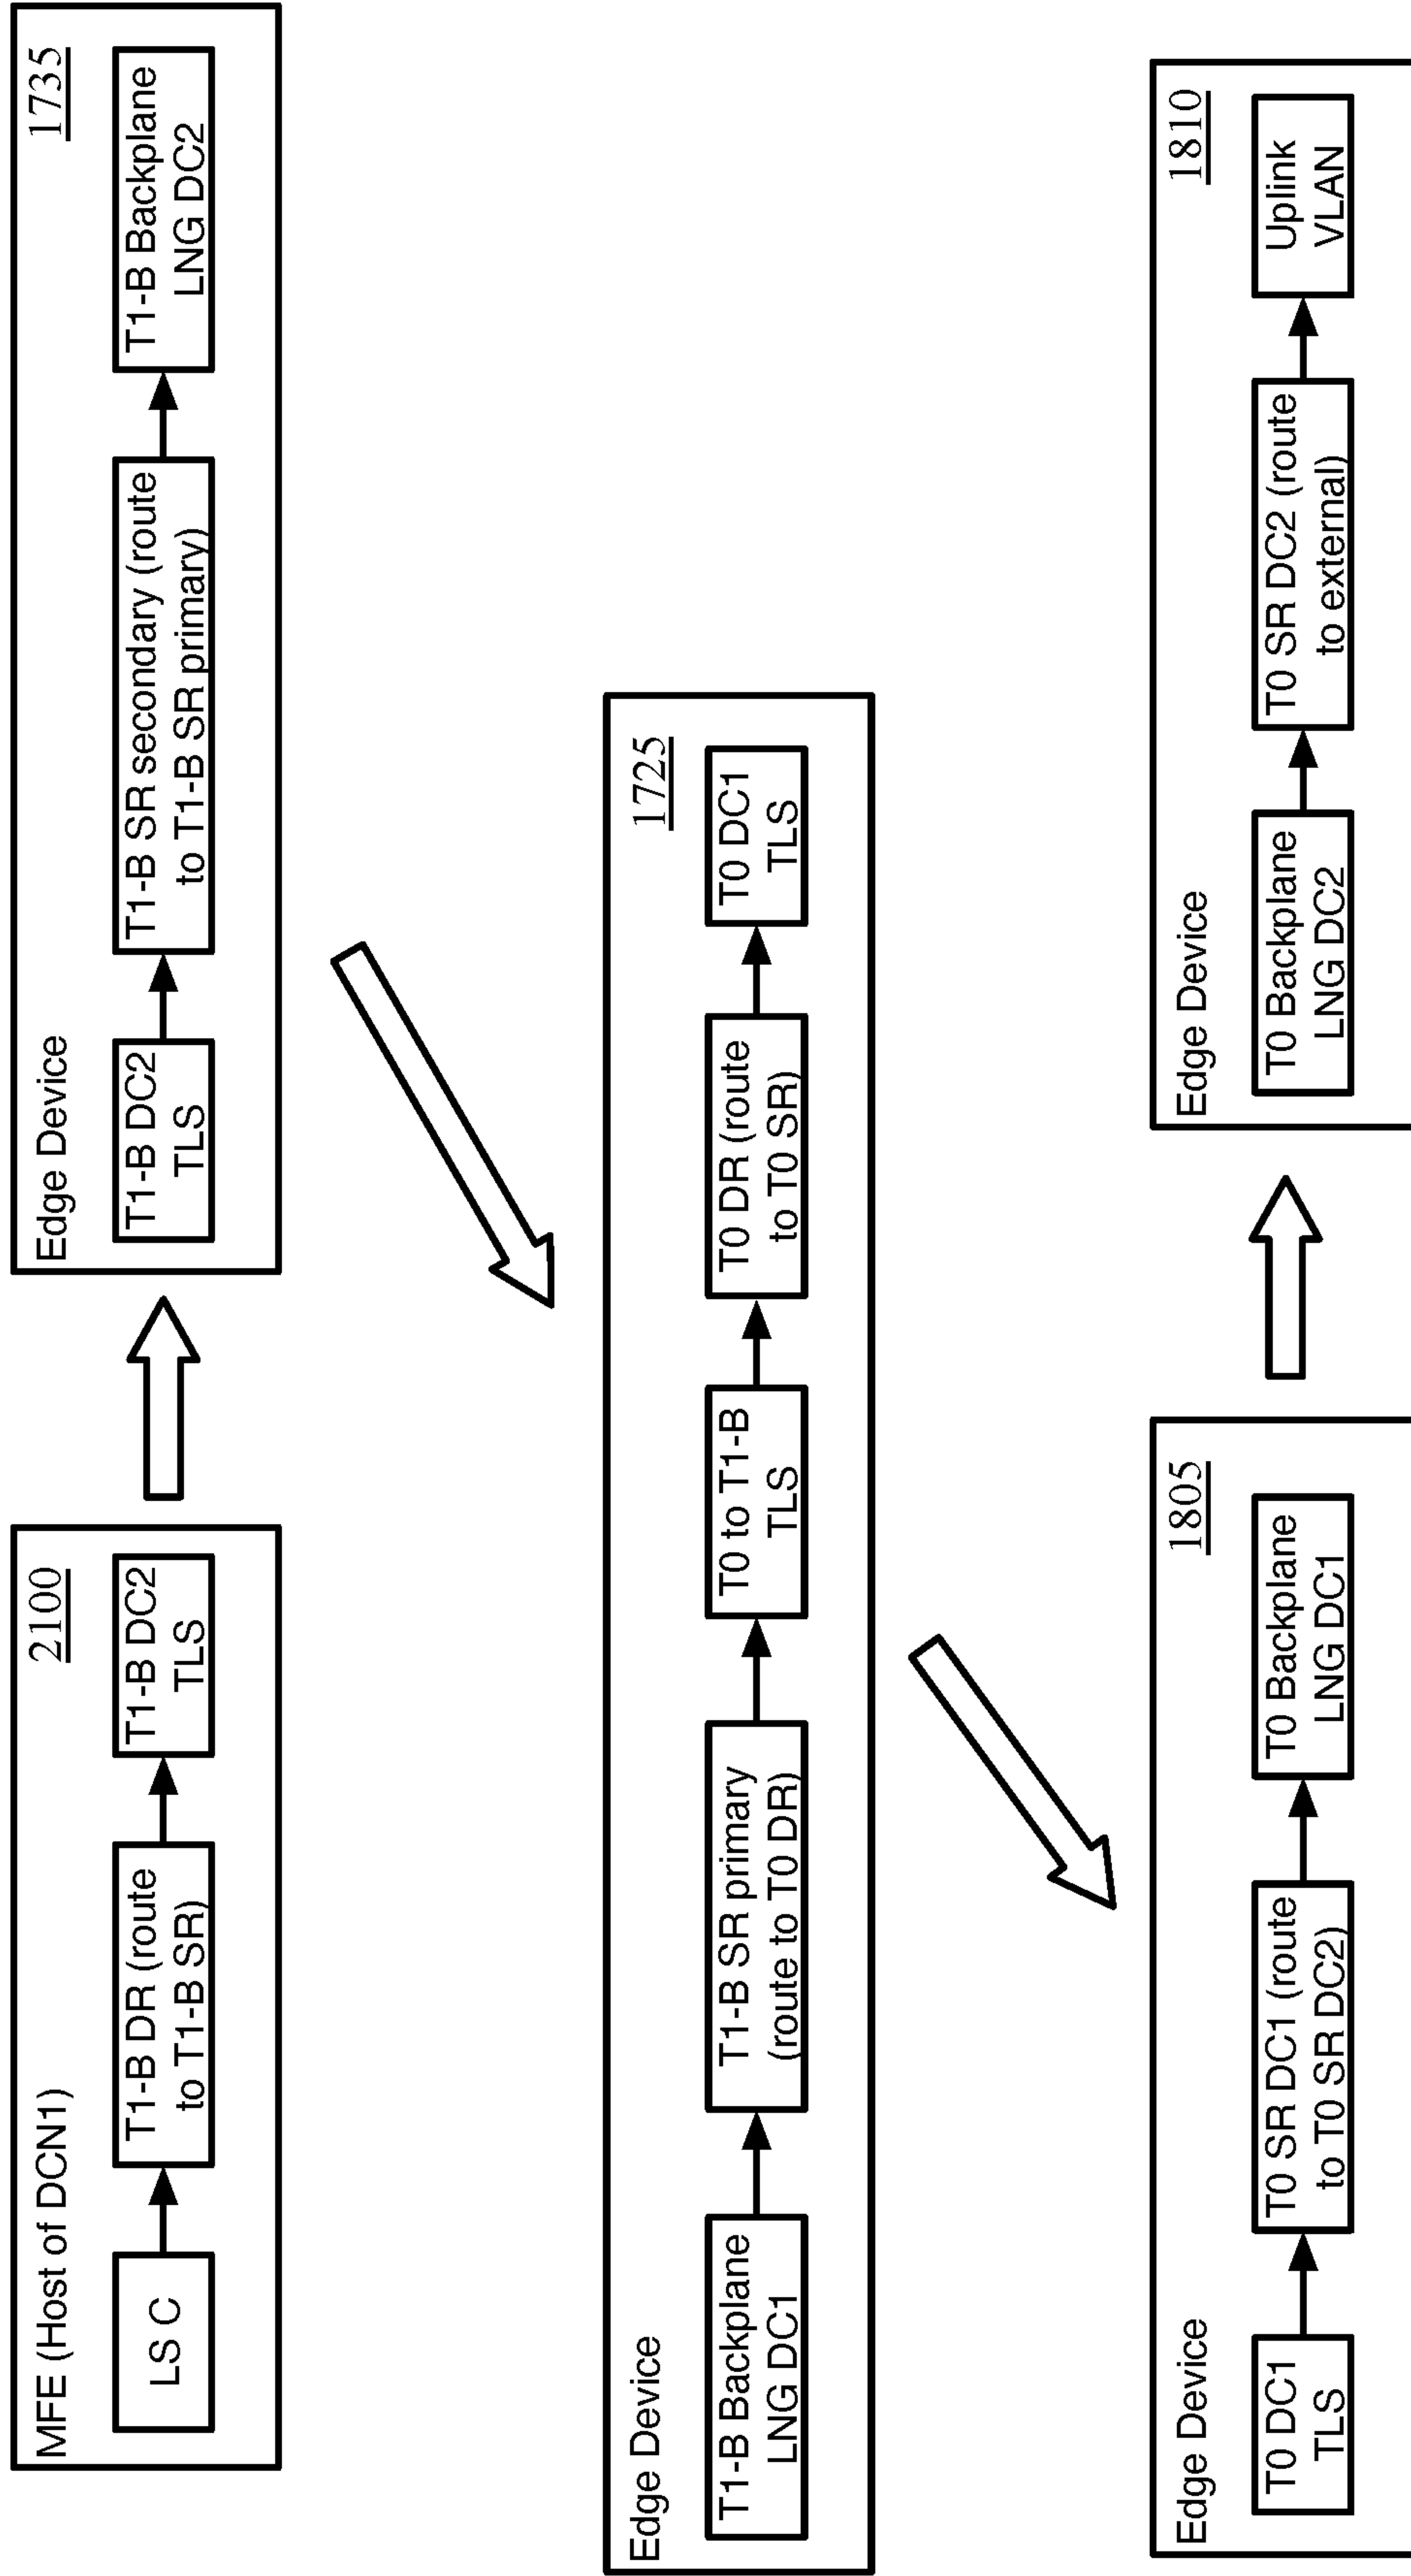 MFE (Host of DCN1)
2100
LS C
T1-B DR (route
to T1-B SR)
T1-B DC2
TLS
Edge Device
1735
T1-B DC2
TLS
T1-B SR secondary (route
to T1-B SR primary)
T1-B Backplane
LNG DC2
Edge Device
1725
T1-B Backplane
LNG DC1
T1-B SR primary
(route to T0 DR)
T0 to T1-B
TLS
T0 DR (route
to T0 SR)
T0 DC1
TLS
Edge Device
1805
T0 DC1
TLS
T0 SR DC1 (route
to T0 SR DC2)
T0 Backplane
LNG DC1
Edge Device
1810
T0 Backplane
LNG DC2
T0 SR DC2 (route
to external)
Uplink
VLAN